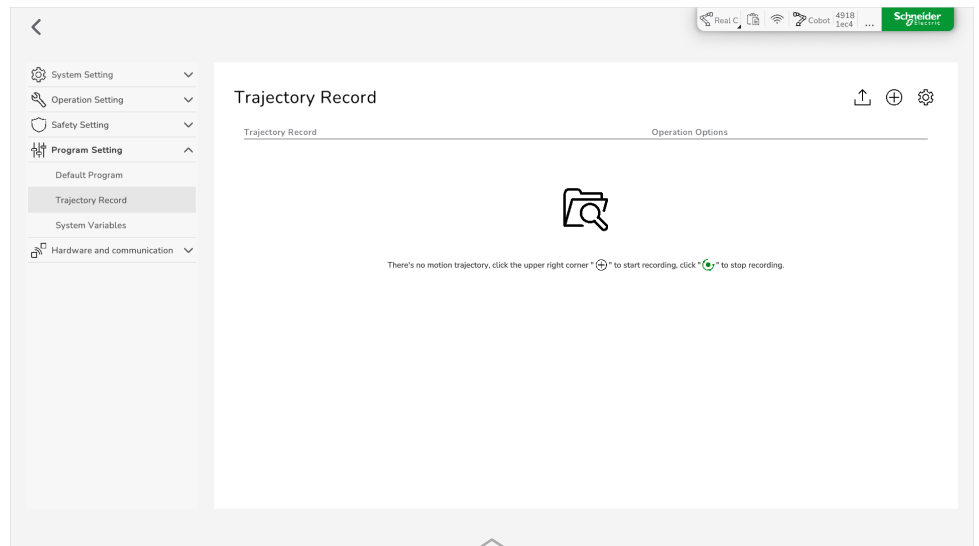 Real C
Cobot
4918
1ec4
...
Schneider
Electric
System Setting
Operation Setting
Safety Setting
Program Setting
Default Program
Trajectory Record
System Variables
Hardware and communication
Trajectory Record
Trajectory Record Operation Options
There's no motion trajectory, click the upper right corner " " to start recording, click " " to stop recording.